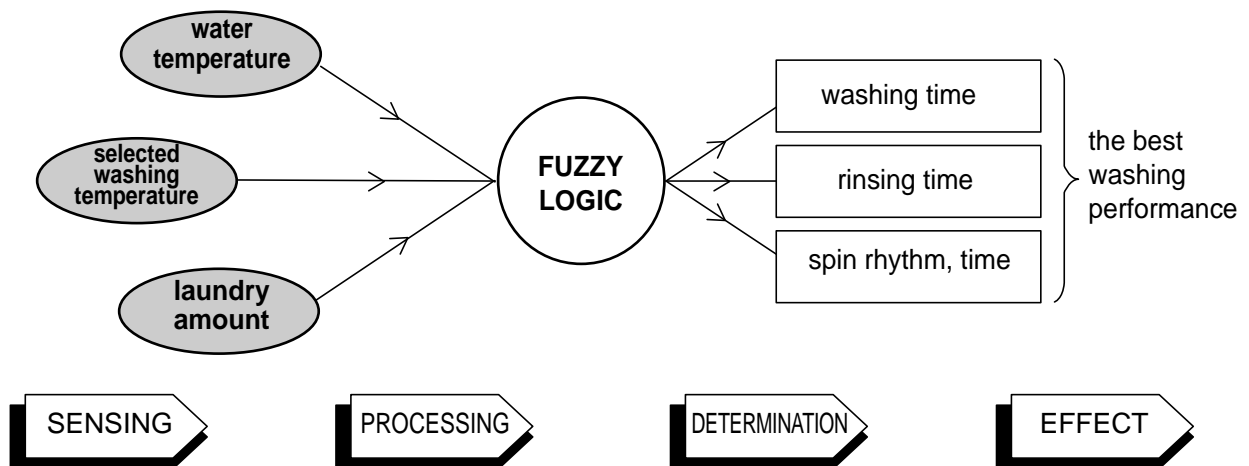 water
temperature
selected
washing
temperature
laundry
amount
FUZZY
LOGIC
washing time
rinsing time
spin rhythm, time
the best
washing
performance
SENSING
PROCESSING
DETERMINATION
EFFECT